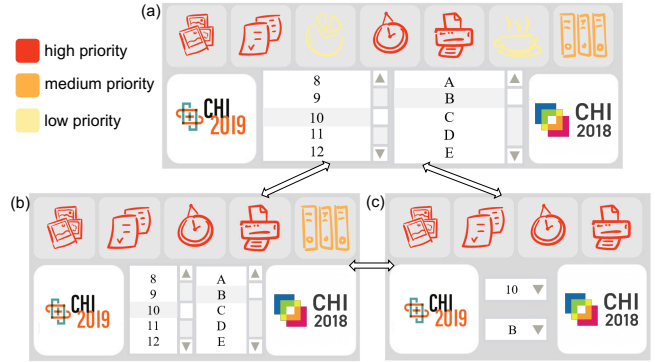 (a)
high priority
medium priority
low priority
CHI
2019
8
9
10
11
12
A
B
C
D
E
CHI
2018
(b)
CHI
2019
8
9
10
11
12
A
B
C
D
E
CHI
2018
(c)
CHI
2019
10
B
CHI
2018